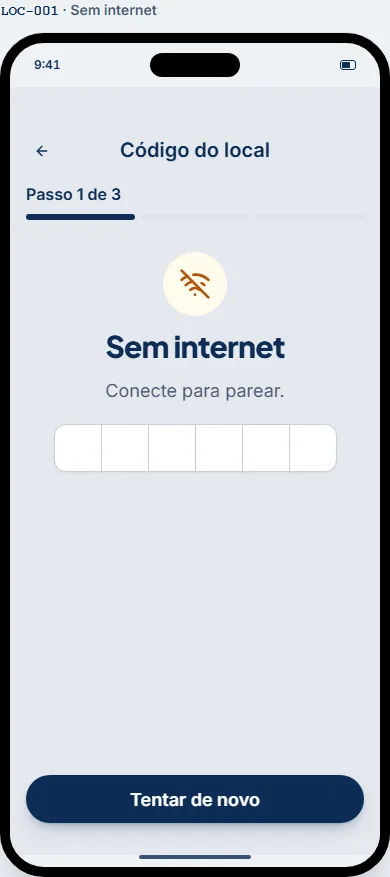 LOC-001 · Sem internet
9:41
Código do local
Passo 1 de 3
Sem internet
Conecte para parear.
Tentar de novo